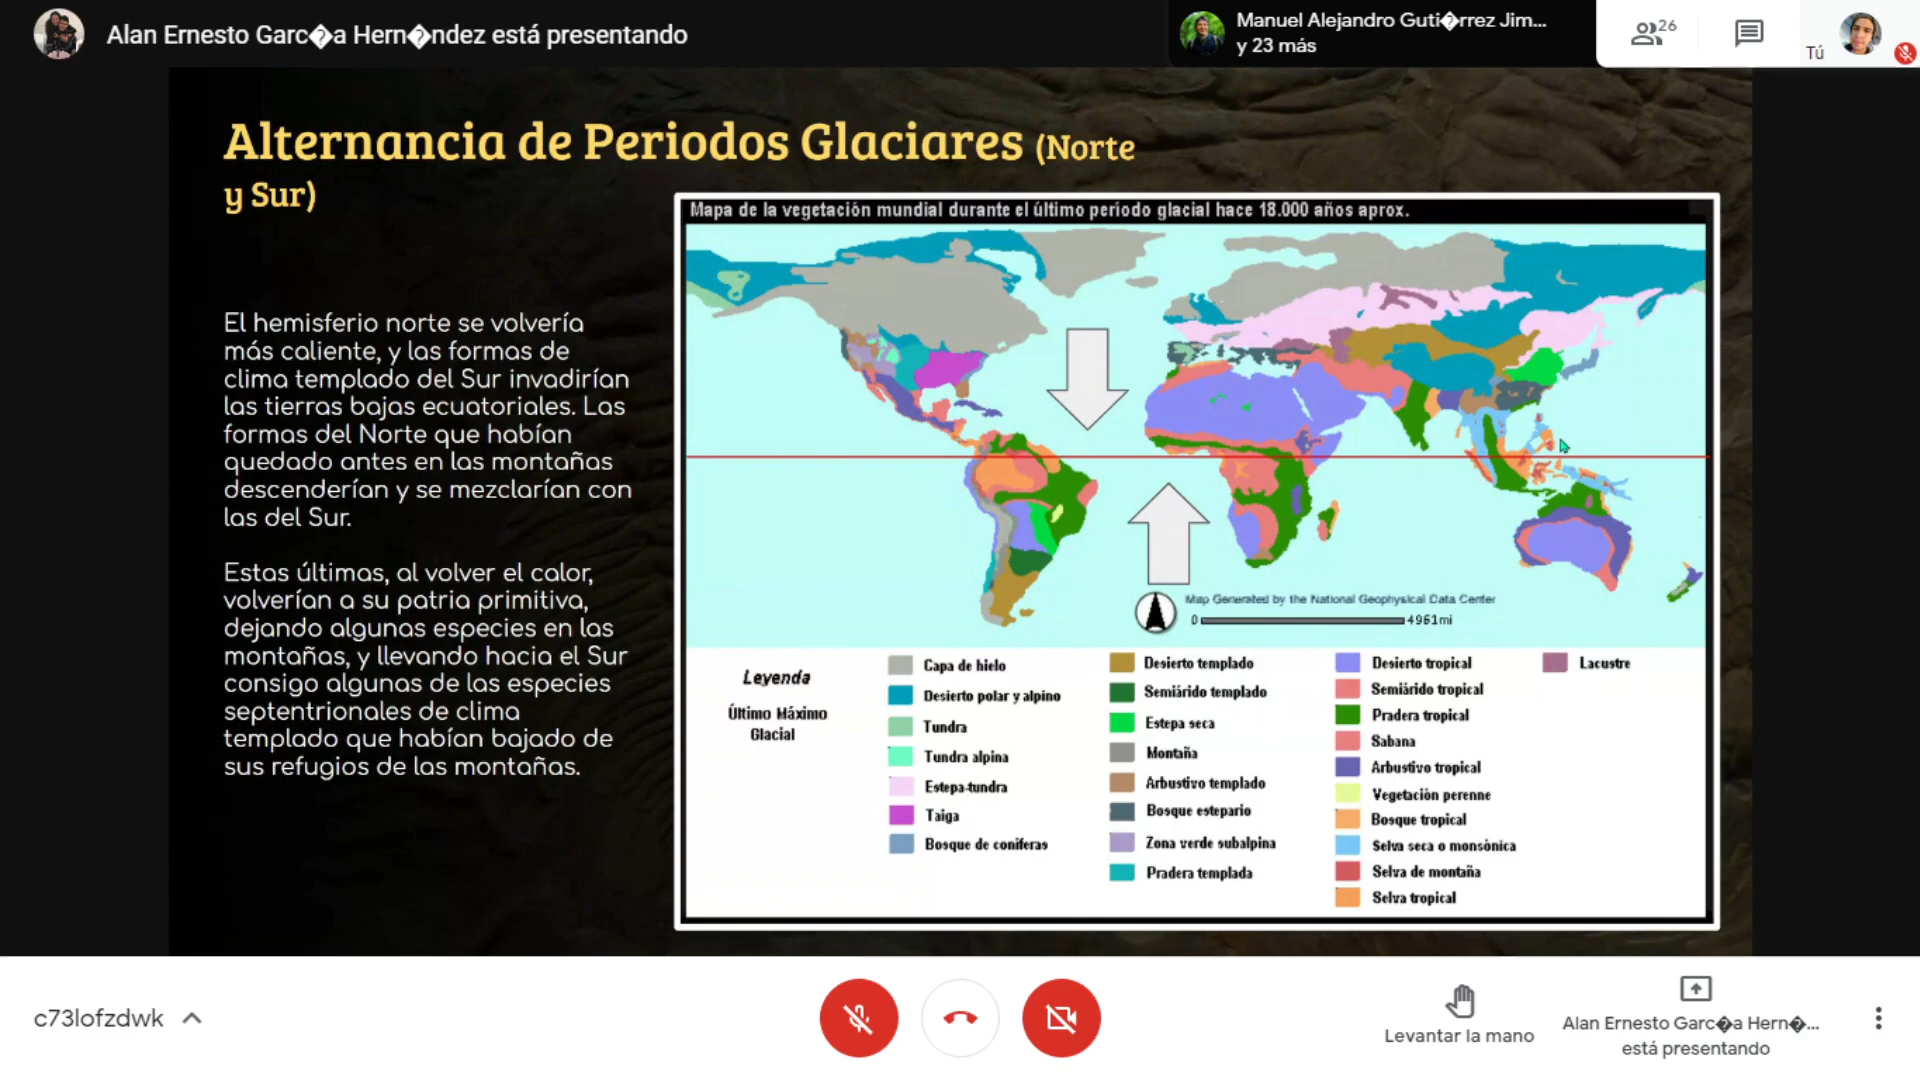 Alan Ernesto Garc�a Hern�ndez está presentando
Manuel Alejandro Guti�rrez Jim...
y 23 más
26
Tú
Alternancia de Periodos Glaciares (Norte
y Sur)
El hemisferio norte se volvería
más caliente, y las formas de
clima templado del Sur invadirían
las tierras bajas ecuatoriales. Las
formas del Norte que habían
quedado antes en las montañas
descenderían y se mezclarían con
las del Sur.
Estas últimas, al volver el calor,
volverían a su patria primitiva,
dejando algunas especies en las
montañas, y llevando hacia el Sur
consigo algunas de las especies
septentrionales de clima
templado que habían bajado de
sus refugios de las montañas.
Mapa de la vegetación mundial durante el último período glacial hace 18.000 años aprox.
Map Generated by the National Geophysical Data Center
0 4961mi
Leyenda
Último Máximo
Glacial
Capa de hielo
Desierto polar y alpino
Tundra
Tundra alpina
Estepa-tundra
Taiga
Bosque de coníferas
Desierto templado
Semiárido templado
Estepa seca
Montaña
Arbustivo templado
Bosque estepario
Zona verde subalpina
Pradera templada
Desierto tropical
Semiárido tropical
Pradera tropical
Sabana
Arbustivo tropical
Vegetación perenne
Bosque tropical
Selva seca o monsónica
Selva de montaña
Selva tropical
Lacustre
c73lofzdwk
Levantar la mano
Alan Ernesto Garc�a Hern�...
está presentando